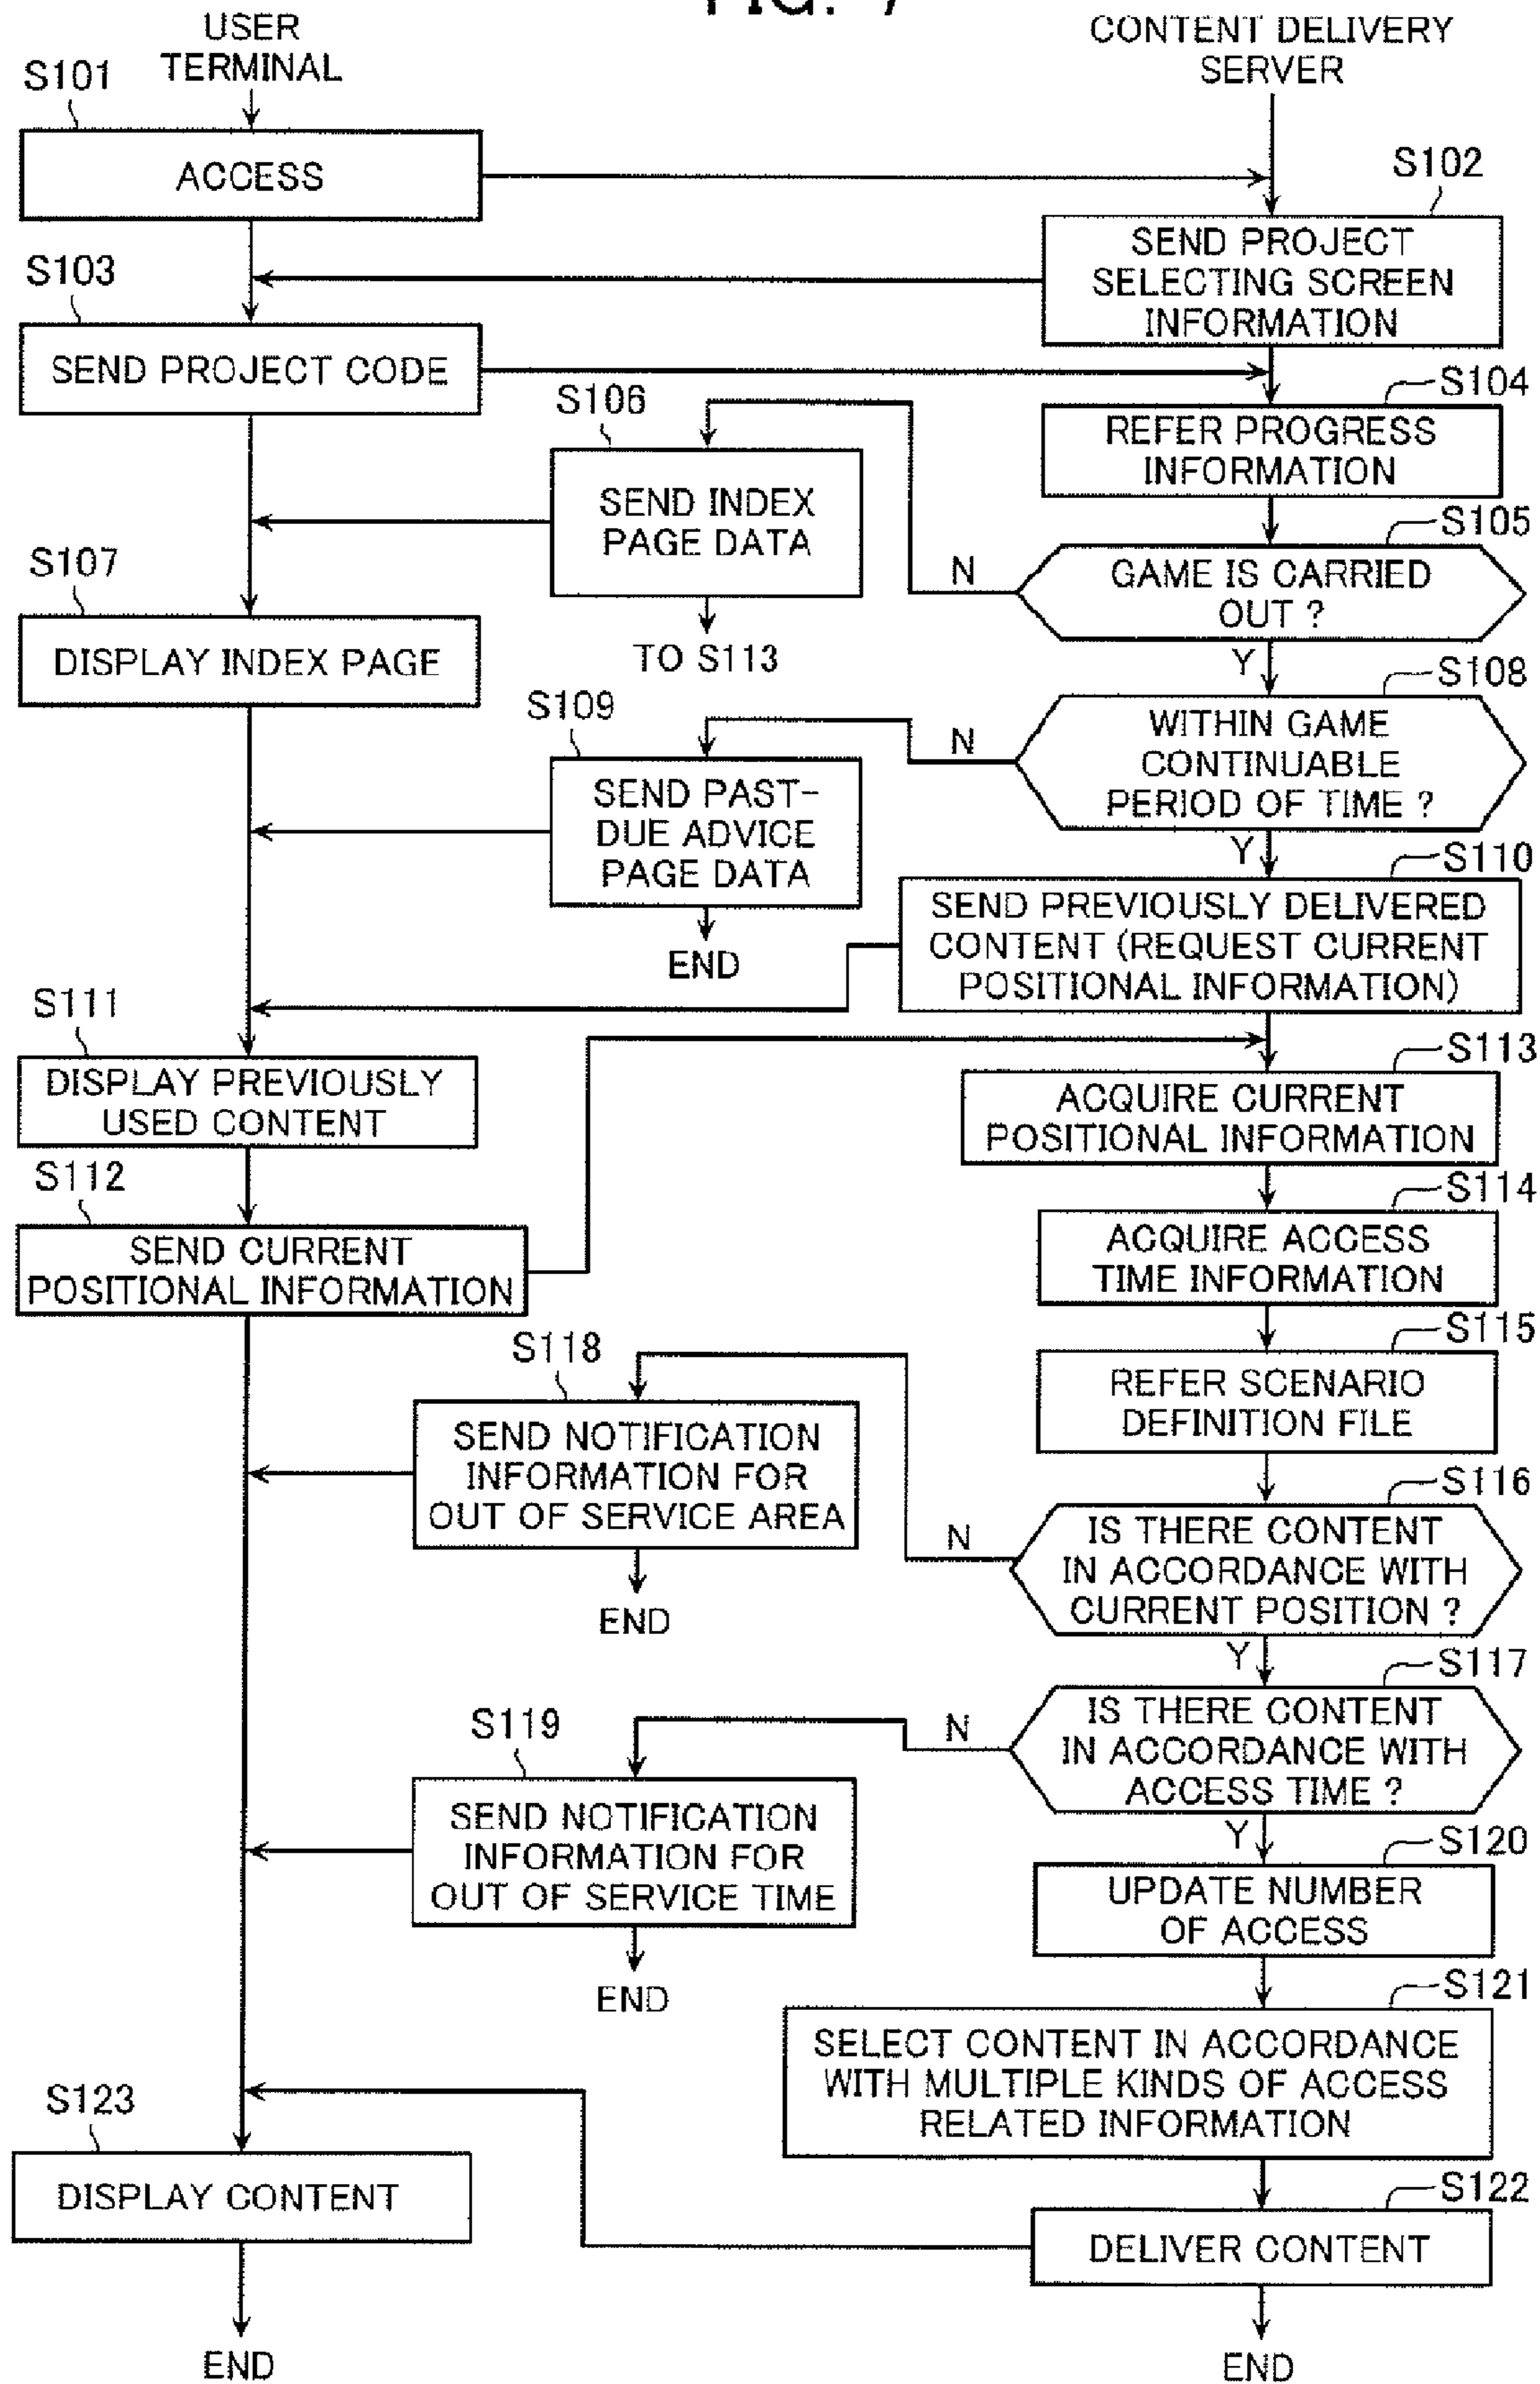 FIG. 7
USER
TERMINAL
CONTENT DELIVERY
SERVER
S101
ACCESS
S102
SEND PROJECT
SELECTING SCREEN
INFORMATION
S103
SEND PROJECT CODE
S104
REFER PROGRESS
INFORMATION
S106
SEND INDEX
PAGE DATA
TO S113
S105
GAME IS CARRIED
OUT ?
N
Y
S107
DISPLAY INDEX PAGE
S108
WITHIN GAME
CONTINUABLE
PERIOD OF TIME ?
N
Y
S109
SEND PAST-
DUE ADVICE
PAGE DATA
END
S110
SEND PREVIOUSLY DELIVERED
CONTENT (REQUEST CURRENT
POSITIONAL INFORMATION)
S111
DISPLAY PREVIOUSLY
USED CONTENT
S112
SEND CURRENT
POSITIONAL INFORMATION
S113
ACQUIRE CURRENT
POSITIONAL INFORMATION
S114
ACQUIRE ACCESS
TIME INFORMATION
S115
REFER SCENARIO
DEFINITION FILE
S118
SEND NOTIFICATION
INFORMATION FOR
OUT OF SERVICE AREA
END
S116
IS THERE CONTENT
IN ACCORDANCE WITH
CURRENT POSITION ?
N
Y
S117
IS THERE CONTENT
IN ACCORDANCE WITH
ACCESS TIME ?
N
Y
S119
SEND NOTIFICATION
INFORMATION FOR
OUT OF SERVICE TIME
END
S120
UPDATE NUMBER
OF ACCESS
S121
SELECT CONTENT IN ACCORDANCE
WITH MULTIPLE KINDS OF ACCESS
RELATED INFORMATION
S122
DELIVER CONTENT
END
S123
DISPLAY CONTENT
END